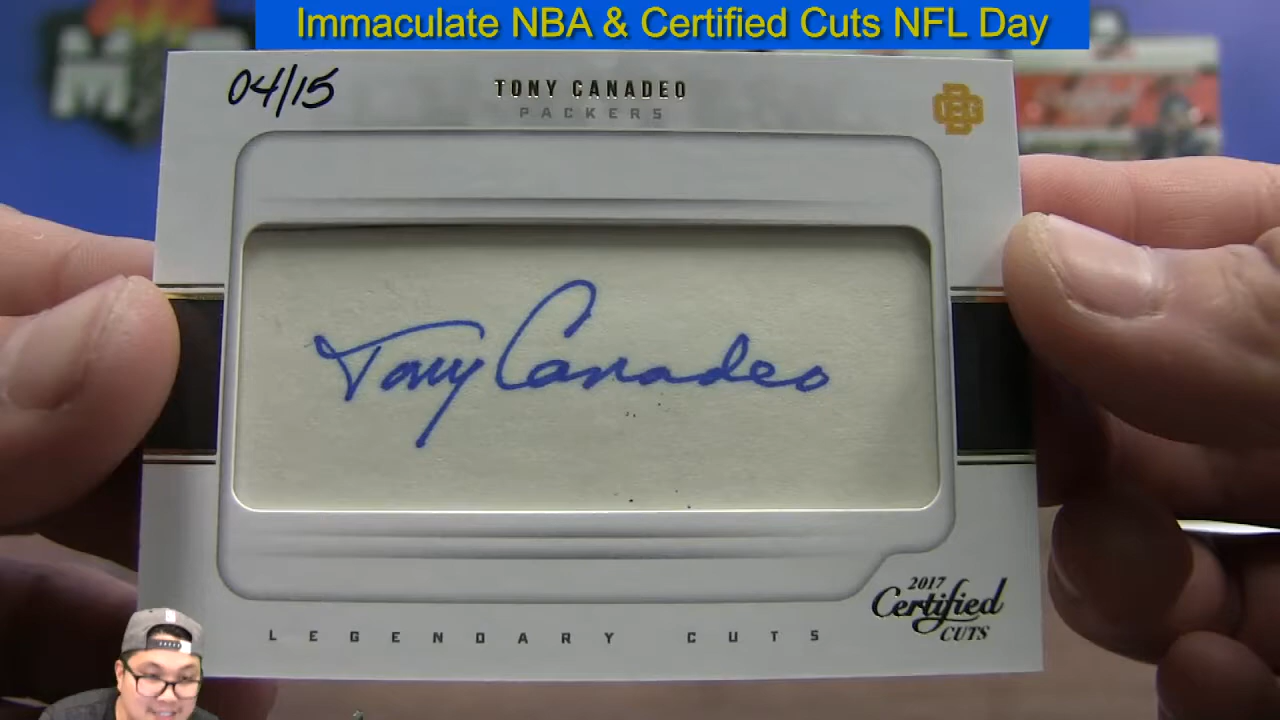 Immaculate NBA & Certified Cuts NFL Day
04/15
TONY CANADEO
PACKERS
Tony Canadeo
2017
Certified
CUTS
LEGENDARY CUTS